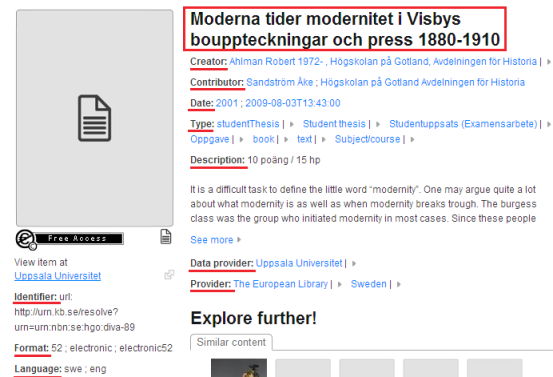 Moderna tider modernitet i Visbys
bouppteckningar och press 1880-1910
Creator: Ahlman Robert 1972- , Högskolan på Gotland, Avdelningen för Historia |
Contributor: Sandström Åke ; Högskolan på Gotland Avdelningen för Historia
Date: 2001 ; 2009-08-03T13:43:00
Type: studentThesis | Student thesis | Studentuppsats (Examensarbete) |
Oppgave | book | text | Subject/course |
Description: 10 poäng / 15 hp
It is a difficult task to define the little word "modernity". One may argue quite a lot
about what modernity is as well as when modernity breaks trough. The burgess
class was the group who initiated modernity in most cases. Since these people
See more
Data provider: Uppsala Universitet |
Provider: The European Library | Sweden |
Explore further!
Similar content
Free Access
View item at
Uppsala Universitet
Identifier: url:
http://urn.kb.se/resolve?
urn=urn:nbn:se:hgo:diva-89
Format: 52 ; electronic ; electronic52
Language: swe ; eng